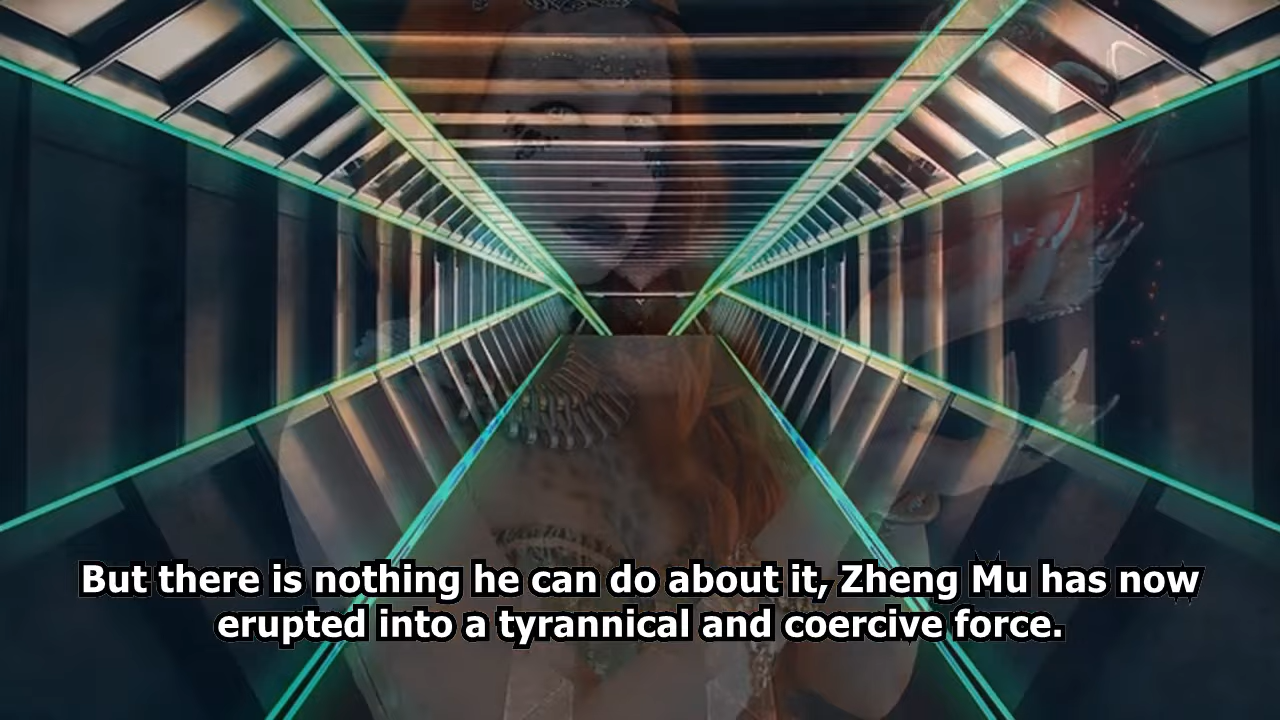 But there is nothing he can do about it, Zheng Mu has now
erupted into a tyrannical and coercive force.